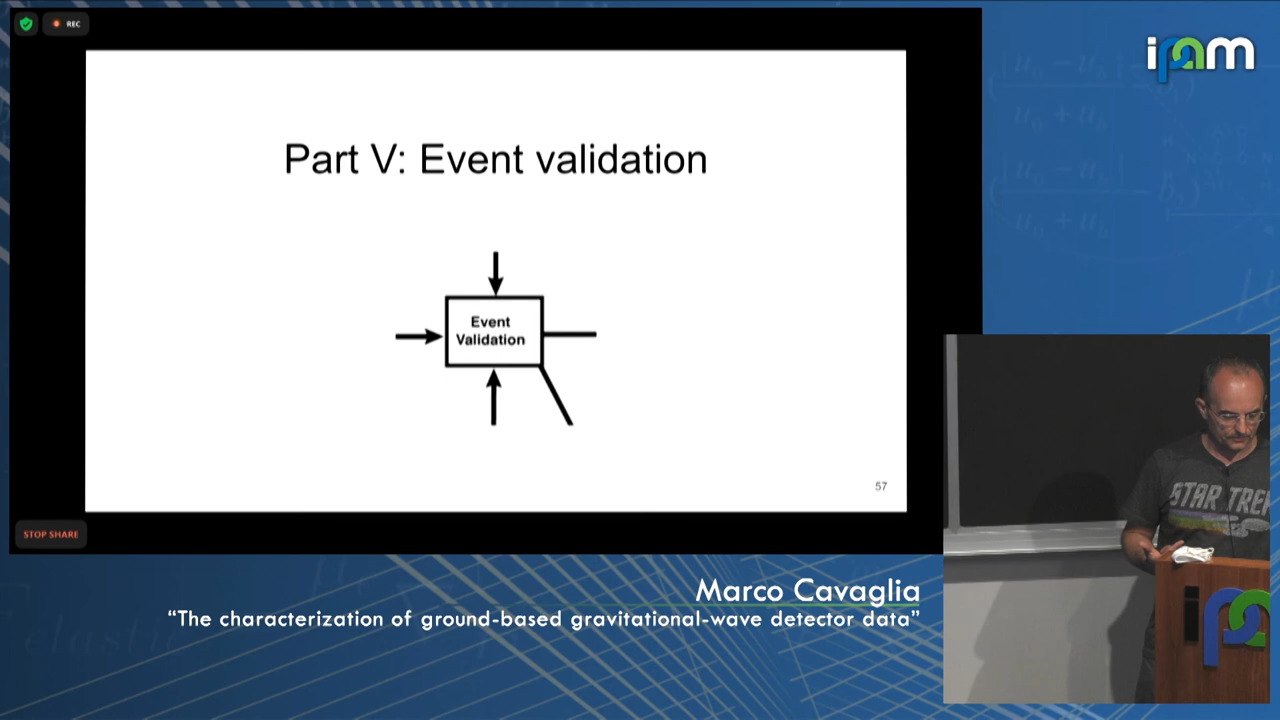 REC
ipam
Part V: Event validation
Event
Validation
57
STAR TREK
STOP SHARE
Marco Cavaglia
“The characterization of ground-based gravitational-wave detector data”